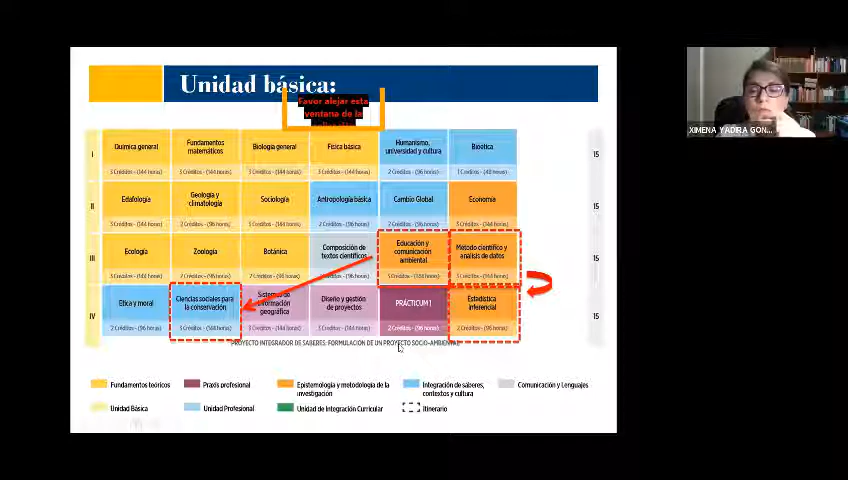 Unidad básica:
Favor alejar esta
ventana de la
I
Química general
3 Créditos - (144 horas)
Fundamentos
matemáticos
3 Créditos - (144 horas)
Biología general
3 Créditos - (144 horas)
Física básica
3 Créditos - (144 horas)
Humanismo,
universidad y cultura
2 Créditos - (96 horas)
Bioética
1 Créditos - (48 horas)
15
II
Edafología
3 Créditos - (144 horas)
Geología y
climatología
2 Créditos - (96 horas)
Sociología
3 Créditos - (144 horas)
Antropología básica
2 Créditos - (96 horas)
Cambio Global
2 Créditos - (96 horas)
Economía
3 Créditos - (144 horas)
15
III
Ecología
3 Créditos - (144 horas)
Zoología
2 Créditos - (96 horas)
Botánica
2 Créditos - (96 horas)
Composición de
textos científicos
Créditos - (96 horas)
Educación y
comunicación
ambiental
3 Créditos - (144 horas)
Método científico y
análisis de datos
3 Créditos - (144 horas)
15
IV
Ética y moral
2 Créditos - (96 horas)
Ciencias sociales para
la conservación
3 Créditos - (144 horas)
Sistemas de
información
geográfica
3 Créditos - (144 horas)
Diseño y gestión
de proyectos
3 Créditos - (144 horas)
PRÁCTICUM 1
2 Créditos - (96 horas)
Estadística
inferencial
2 Créditos - (96 horas)
15
PROYECTO INTEGRADOR DE SABERES: FORMULACIÓN DE UN PROYECTO SOCIO-AMBIENTAL
Fundamentos teóricos
Praxis profesional
Epistemología y metodología de la
investigación
Integración de saberes,
contextos y cultura
Comunicación y Lenguajes
Unidad Básica
Unidad Profesional
Unidad de Integración Curricular
Itinerario
XIMENA YADIRA GON...